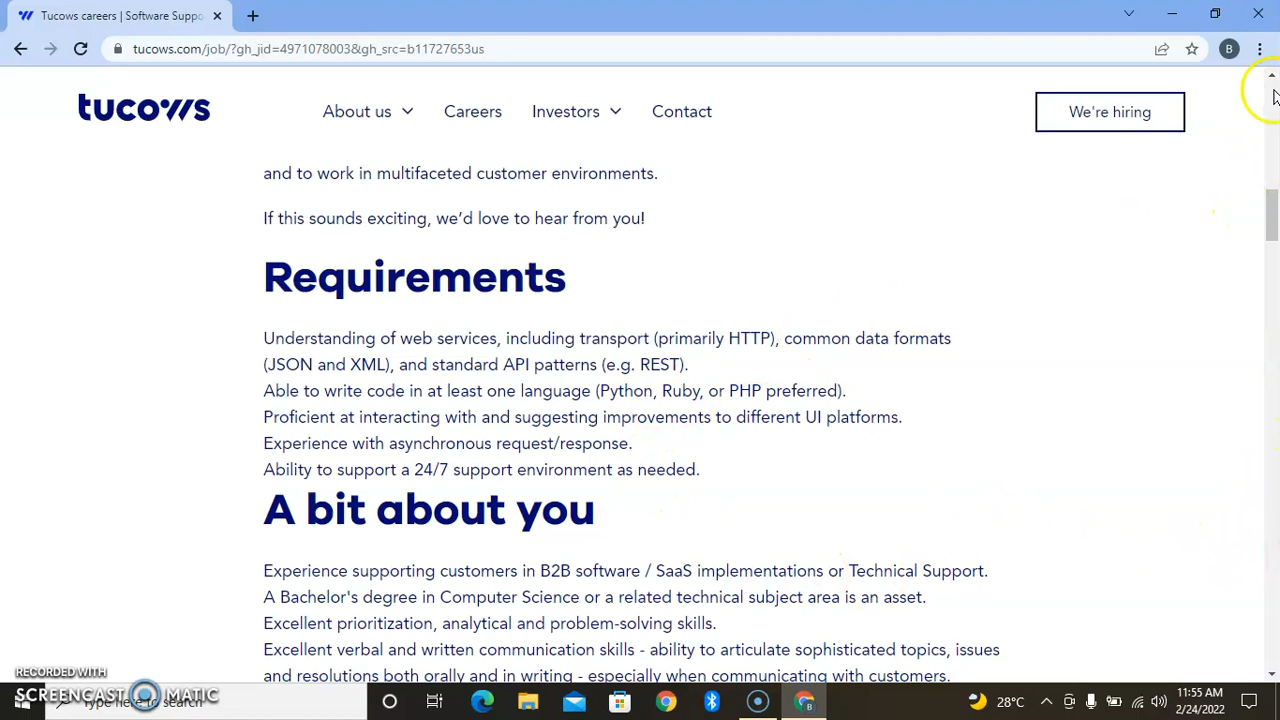 Tucows careers | Software Suppo
tucows.com/job/?gh_jid=4971078003&gh_src=b11727653us
B
tucows
About us
Careers
Investors
Contact
We're hiring
and to work in multifaceted customer environments.
If this sounds exciting, we'd love to hear from you!
Requirements
Understanding of web services, including transport (primarily HTTP), common data formats
(JSON and XML), and standard API patterns (e.g. REST).
Able to write code in at least one language (Python, Ruby, or PHP preferred).
Proficient at interacting with and suggesting improvements to different UI platforms.
Experience with asynchronous request/response.
Ability to support a 24/7 support environment as needed.
A bit about you
Experience supporting customers in B2B software / SaaS implementations or Technical Support.
A Bachelor's degree in Computer Science or a related technical subject area is an asset.
Excellent prioritization, analytical and problem-solving skills.
Excellent verbal and written communication skills - ability to articulate sophisticated topics, issues
and resolutions both orally and in writing - especially when communicating with customers.
RECORDED WITH
SCREENCAST MATIC
Type here to search
28°C
11:55 AM
2/24/2022